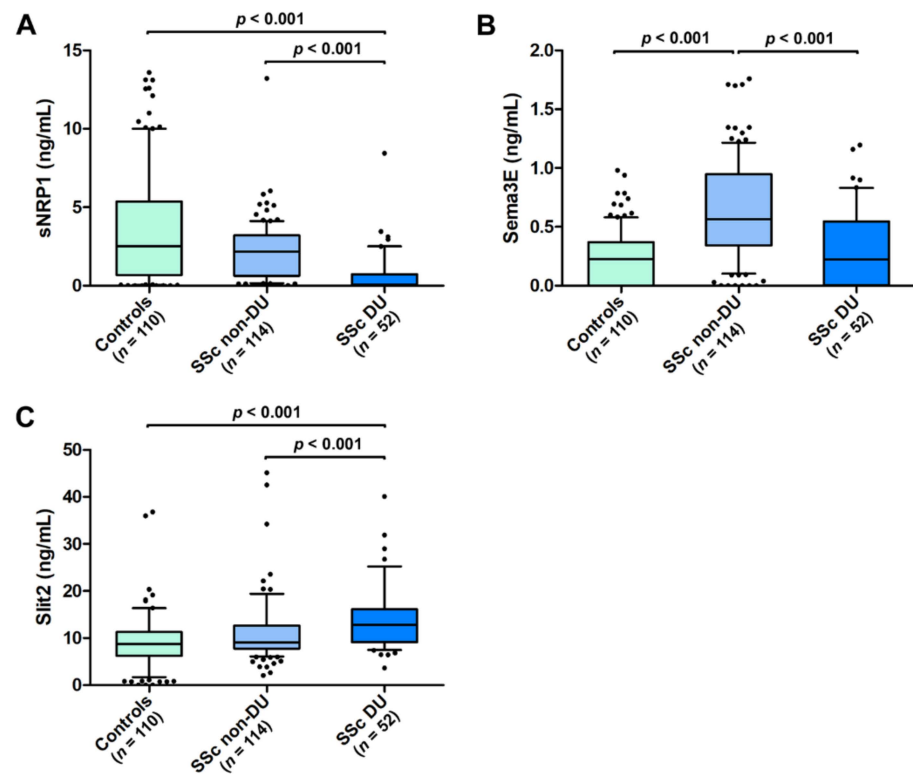 A
p < 0.001
p < 0.001
sNRP1 (ng/mL)
15
10
5
0
Controls
(n = 110)
SSc non-DU
(n = 114)
SSc DU
(n = 52)
B
p < 0.001
p < 0.001
Sema3E (ng/mL)
2.0
1.5
1.0
0.5
0.0
Controls
(n = 110)
SSc non-DU
(n = 114)
SSc DU
(n = 52)
C
p < 0.001
p < 0.001
Slit2 (ng/mL)
50
40
30
20
10
0
Controls
(n = 110)
SSc non-DU
(n = 114)
SSc DU
(n = 52)